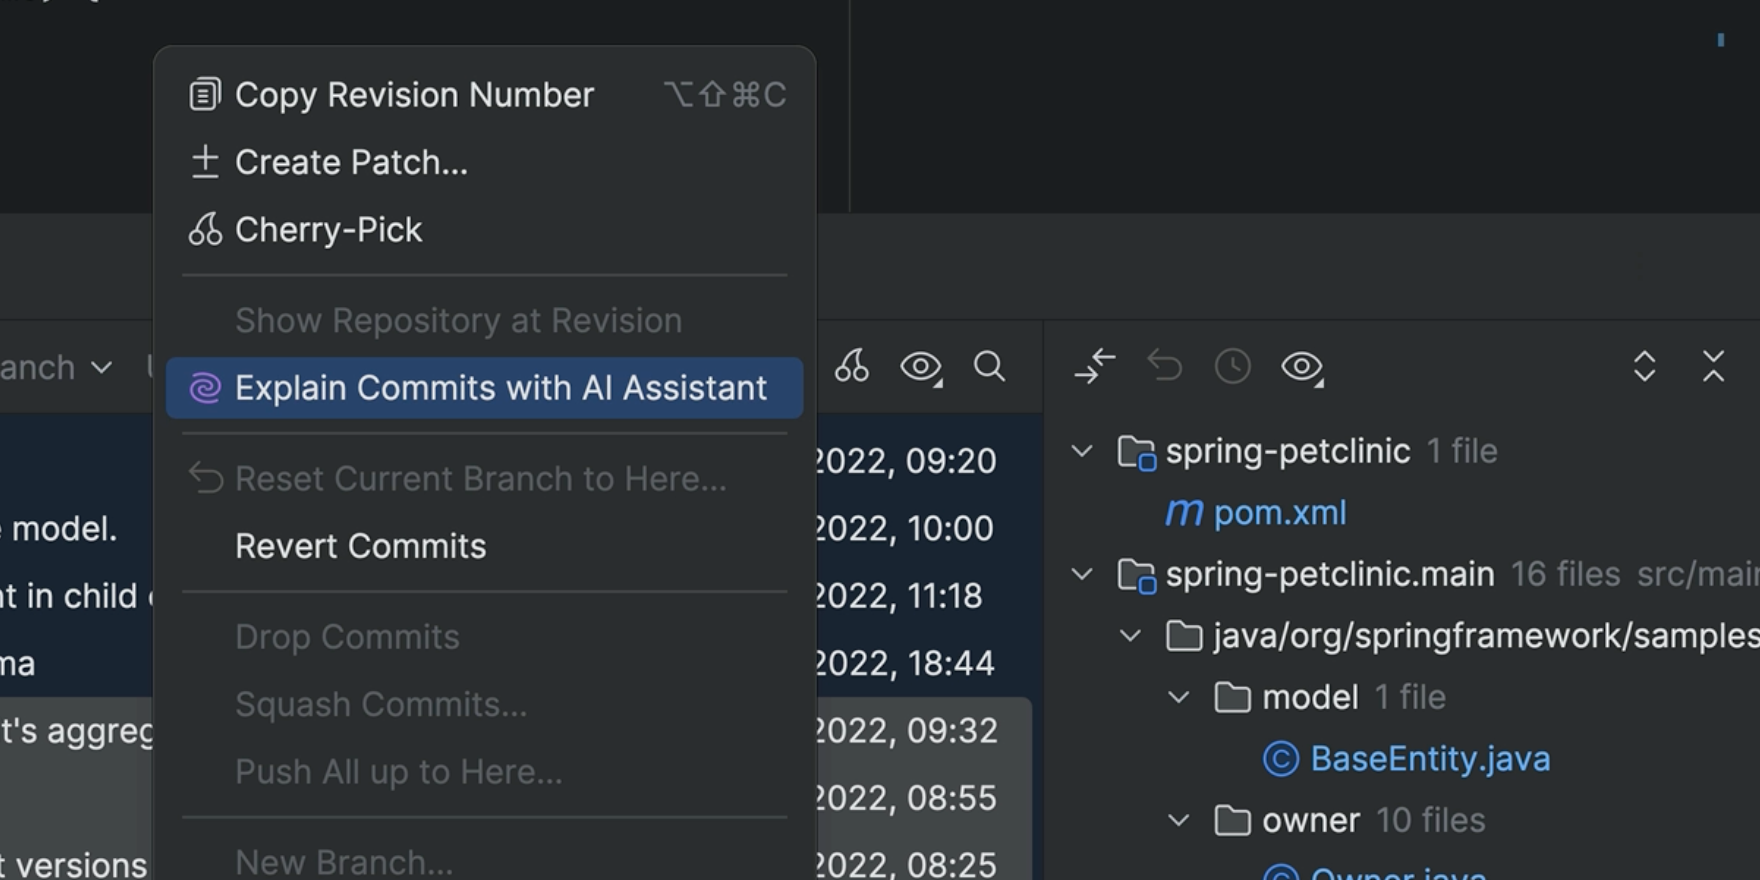 Copy Revision Number ⌥⇧⌘C
Create Patch...
Cherry-Pick
Show Repository at Revision
Explain Commits with AI Assistant
Reset Current Branch to Here...
Revert Commits
Drop Commits
Squash Commits...
Push All up to Here...
New Branch...
anch
model.
t in child
ma
t's aggreg
t versions
2022, 09:20
2022, 10:00
2022, 11:18
2022, 18:44
2022, 09:32
2022, 08:55
2022, 08:25
spring-petclinic 1 file
m pom.xml
spring-petclinic.main 16 files src/main
java/org/springframework/samples
model 1 file
© BaseEntity.java
owner 10 files
© Owner.java